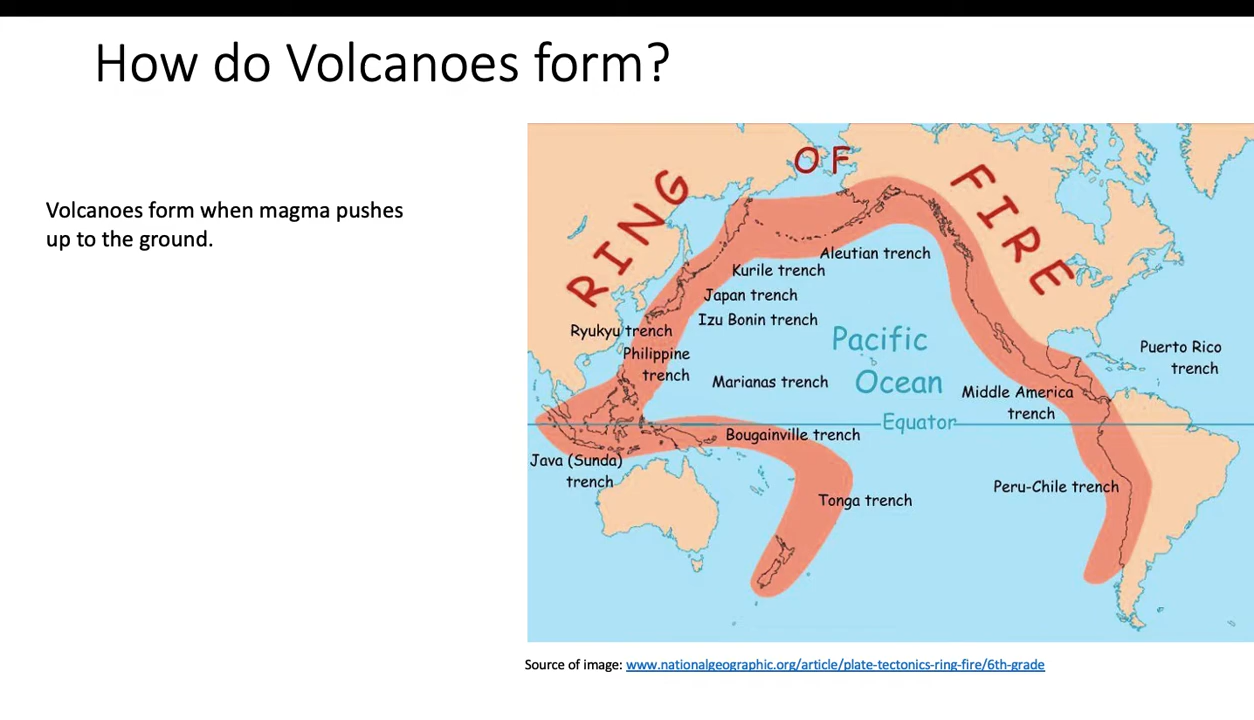 How do Volcanoes form?
Volcanoes form when magma pushes
up to the ground.
RING OF FIRE
Aleutian trench
Kurile trench
Japan trench
Izu Bonin trench
Ryukyu trench
Philippine
trench
Marianas trench
Pacific
Ocean
Equator
Puerto Rico
trench
Middle America
trench
Bougainville trench
Java (Sunda)
trench
Tonga trench
Peru-Chile trench
Source of image: www.nationalgeographic.org/article/plate-tectonics-ring-fire/6th-grade